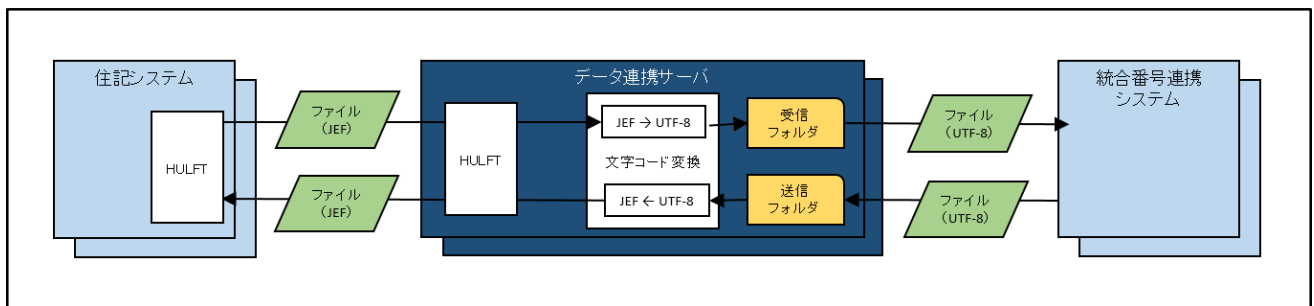 住記システム
HULFT
ファイル
(JEF)
ファイル
(JEF)
データ連携サーバ
HULFT
JEF → UTF-8
文字コード変換
JEF ← UTF-8
受信
フォルダ
送信
フォルダ
ファイル
(UTF-8)
ファイル
(UTF-8)
統合番号連携
システム